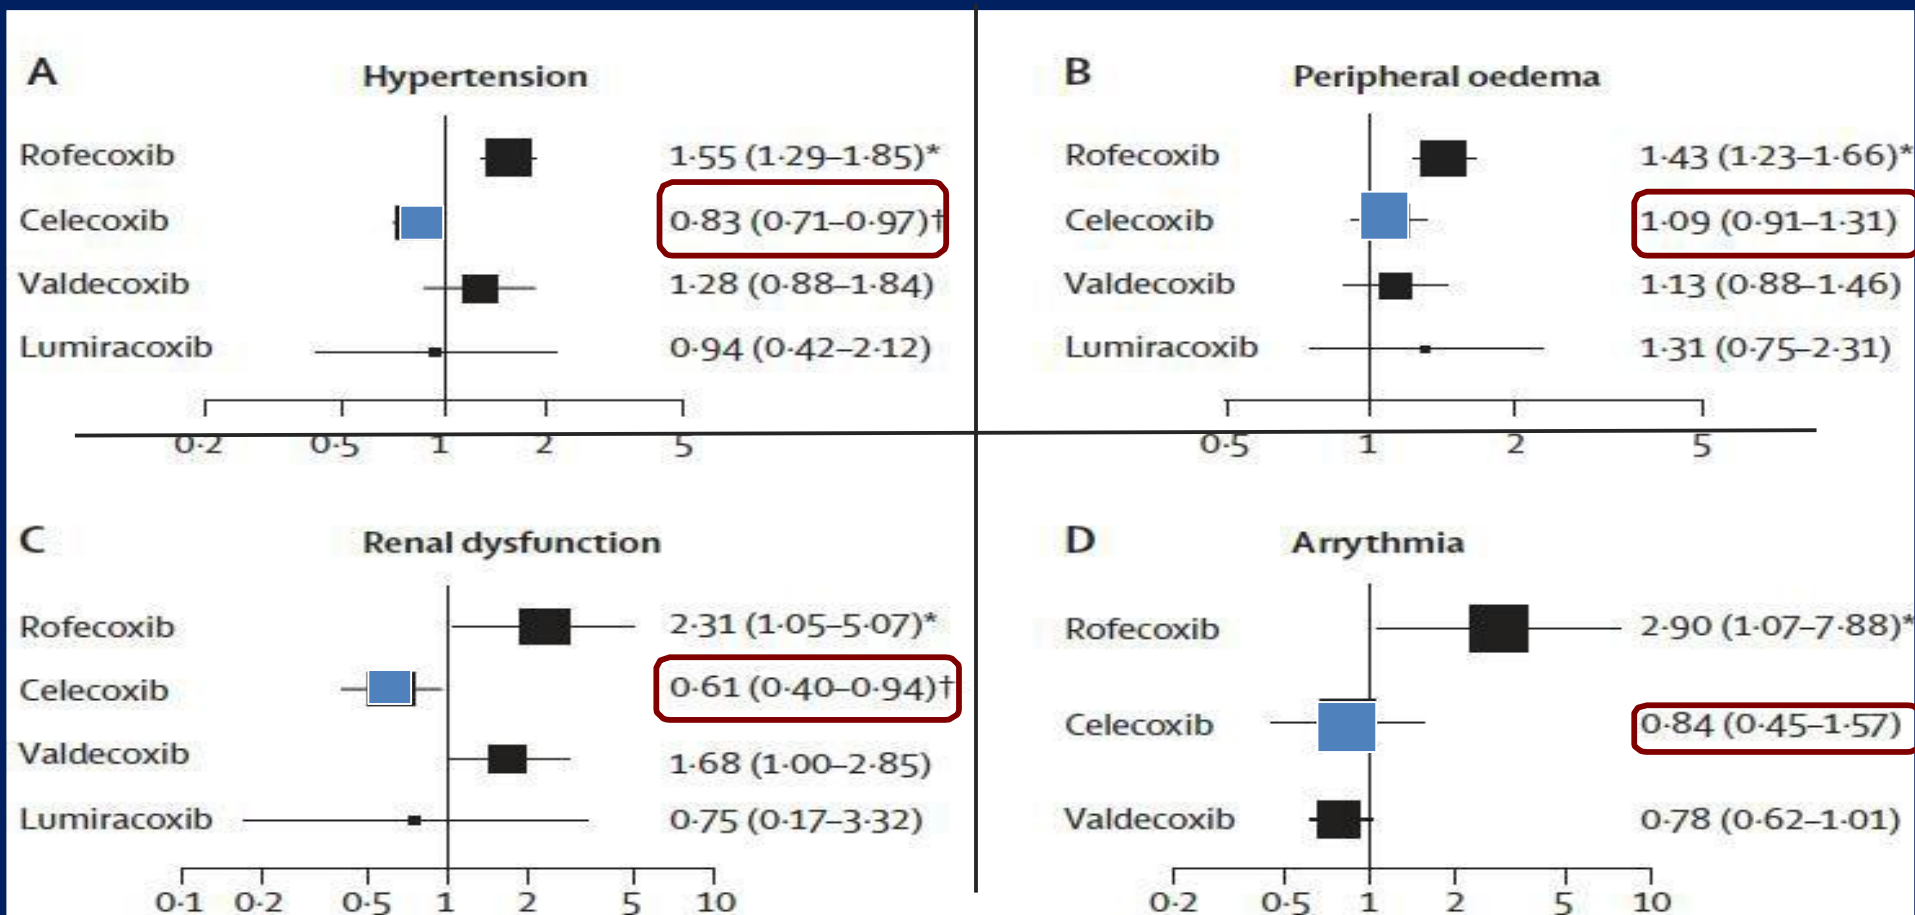 A Hypertension
Rofecoxib 1·55 (1·29–1·85)*
Celecoxib 0·83 (0·71–0·97)†
Valdecoxib 1·28 (0·88–1·84)
Lumiracoxib 0·94 (0·42–2·12)
0·2 0·5 1 2 5
B Peripheral oedema
Rofecoxib 1·43 (1·23–1·66)*
Celecoxib 1·09 (0·91–1·31)
Valdecoxib 1·13 (0·88–1·46)
Lumiracoxib 1·31 (0·75–2·31)
0·5 1 2 5
C Renal dysfunction
Rofecoxib 2·31 (1·05–5·07)*
Celecoxib 0·61 (0·40–0·94)†
Valdecoxib 1·68 (1·00–2·85)
Lumiracoxib 0·75 (0·17–3·32)
0·1 0·2 0·5 1 2 5 10
D Arrythmia
Rofecoxib 2·90 (1·07–7·88)*
Celecoxib 0·84 (0·45–1·57)
Valdecoxib 0·78 (0·62–1·01)
0·2 0·5 1 2 5 10